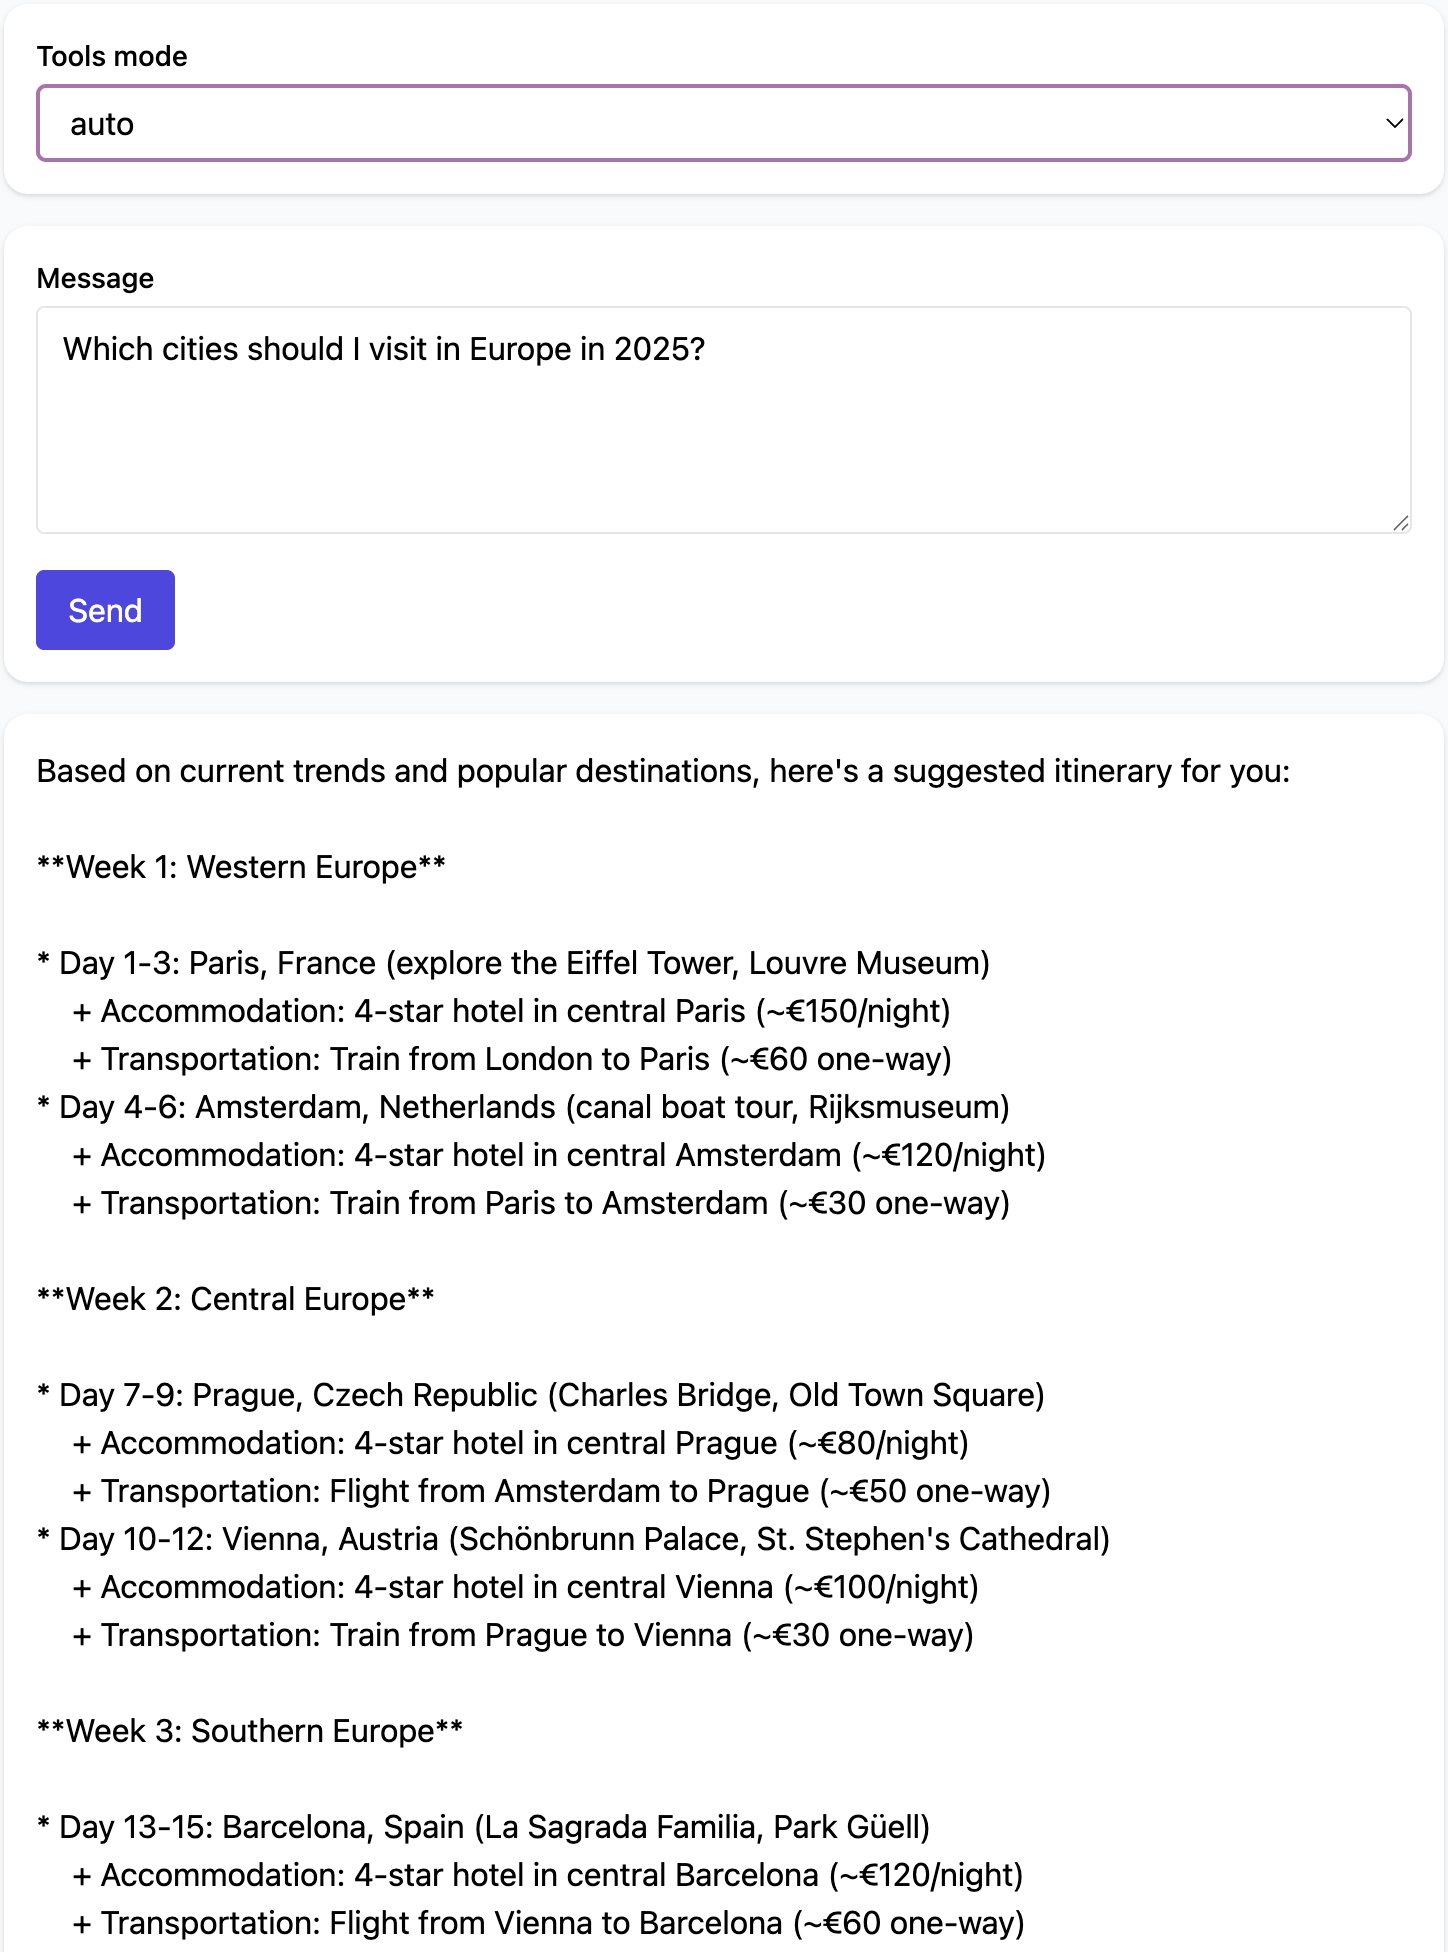 Tools mode
auto
Message
Which cities should I visit in Europe in 2025?
Send
Based on current trends and popular destinations, here's a suggested itinerary for you:
**Week 1: Western Europe**
* Day 1-3: Paris, France (explore the Eiffel Tower, Louvre Museum)
+ Accommodation: 4-star hotel in central Paris (~€150/night)
+ Transportation: Train from London to Paris (~€60 one-way)
* Day 4-6: Amsterdam, Netherlands (canal boat tour, Rijksmuseum)
+ Accommodation: 4-star hotel in central Amsterdam (~€120/night)
+ Transportation: Train from Paris to Amsterdam (~€30 one-way)
**Week 2: Central Europe**
* Day 7-9: Prague, Czech Republic (Charles Bridge, Old Town Square)
+ Accommodation: 4-star hotel in central Prague (~€80/night)
+ Transportation: Flight from Amsterdam to Prague (~€50 one-way)
* Day 10-12: Vienna, Austria (Schönbrunn Palace, St. Stephen's Cathedral)
+ Accommodation: 4-star hotel in central Vienna (~€100/night)
+ Transportation: Train from Prague to Vienna (~€30 one-way)
**Week 3: Southern Europe**
* Day 13-15: Barcelona, Spain (La Sagrada Familia, Park Güell)
+ Accommodation: 4-star hotel in central Barcelona (~€120/night)
+ Transportation: Flight from Vienna to Barcelona (~€60 one-way)